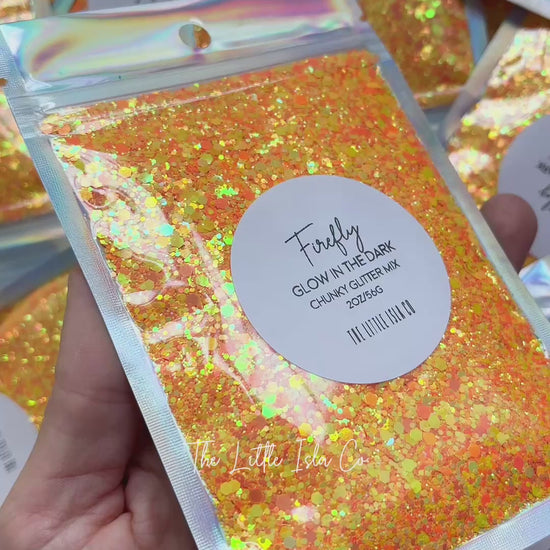 Firefly
GLOW IN THE DARK
CHUNKY GLITTER MIX
2OZ/56G
THE LITTLE ISLA CO
The Little Isla Co.